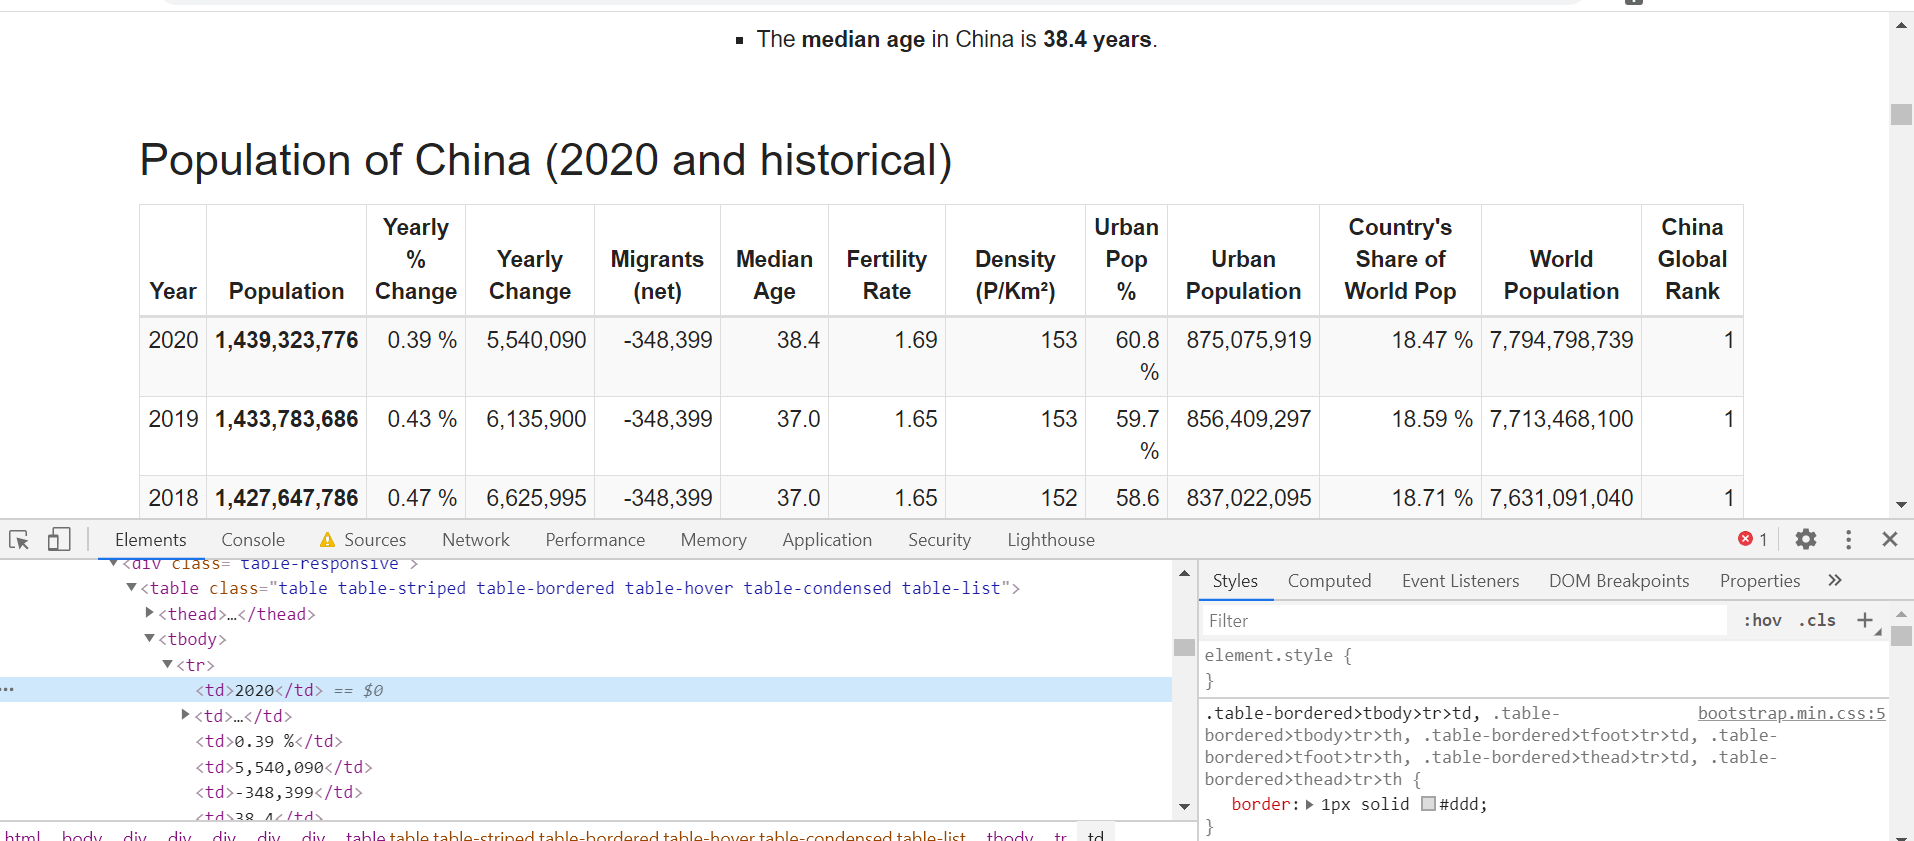 ▪ The median age in China is 38.4 years.
Population of China (2020 and historical)
Year Population Yearly % Change Yearly Change Migrants (net) Median Age Fertility Rate Density (P/Km²) Urban Pop % Urban Population Country's Share of World Pop World Population China Global Rank
2020 1,439,323,776 0.39 % 5,540,090 -348,399 38.4 1.69 153 60.8 % 875,075,919 18.47 % 7,794,798,739 1
2019 1,433,783,686 0.43 % 6,135,900 -348,399 37.0 1.65 153 59.7 % 856,409,297 18.59 % 7,713,468,100 1
2018 1,427,647,786 0.47 % 6,625,995 -348,399 37.0 1.65 152 58.6 837,022,095 18.71 % 7,631,091,040 1
Elements Console Sources Network Performance Memory Application Security Lighthouse 1
<div class="table-responsive">
<table class="table table-striped table-bordered table-hover table-condensed table-list">
<thead>…</thead>
<tbody>
<tr>
<td>2020</td> == $0
<td>…</td>
<td>0.39 %</td>
<td>5,540,090</td>
<td>-348,399</td>
<td>38.4</td>
html body div div div div div table.table.table-striped.table-bordered.table-hover.table-condensed.table-list tbody tr td
Styles Computed Event Listeners DOM Breakpoints Properties »
Filter :hov .cls +
element.style {
}
.table-bordered>tbody>tr>td, .table- bootstrap.min.css:5
bordered>tbody>tr>th, .table-bordered>tfoot>tr>td, .table-
bordered>tfoot>tr>th, .table-bordered>thead>tr>td, .table-
bordered>thead>tr>th {
border: 1px solid #ddd;
}